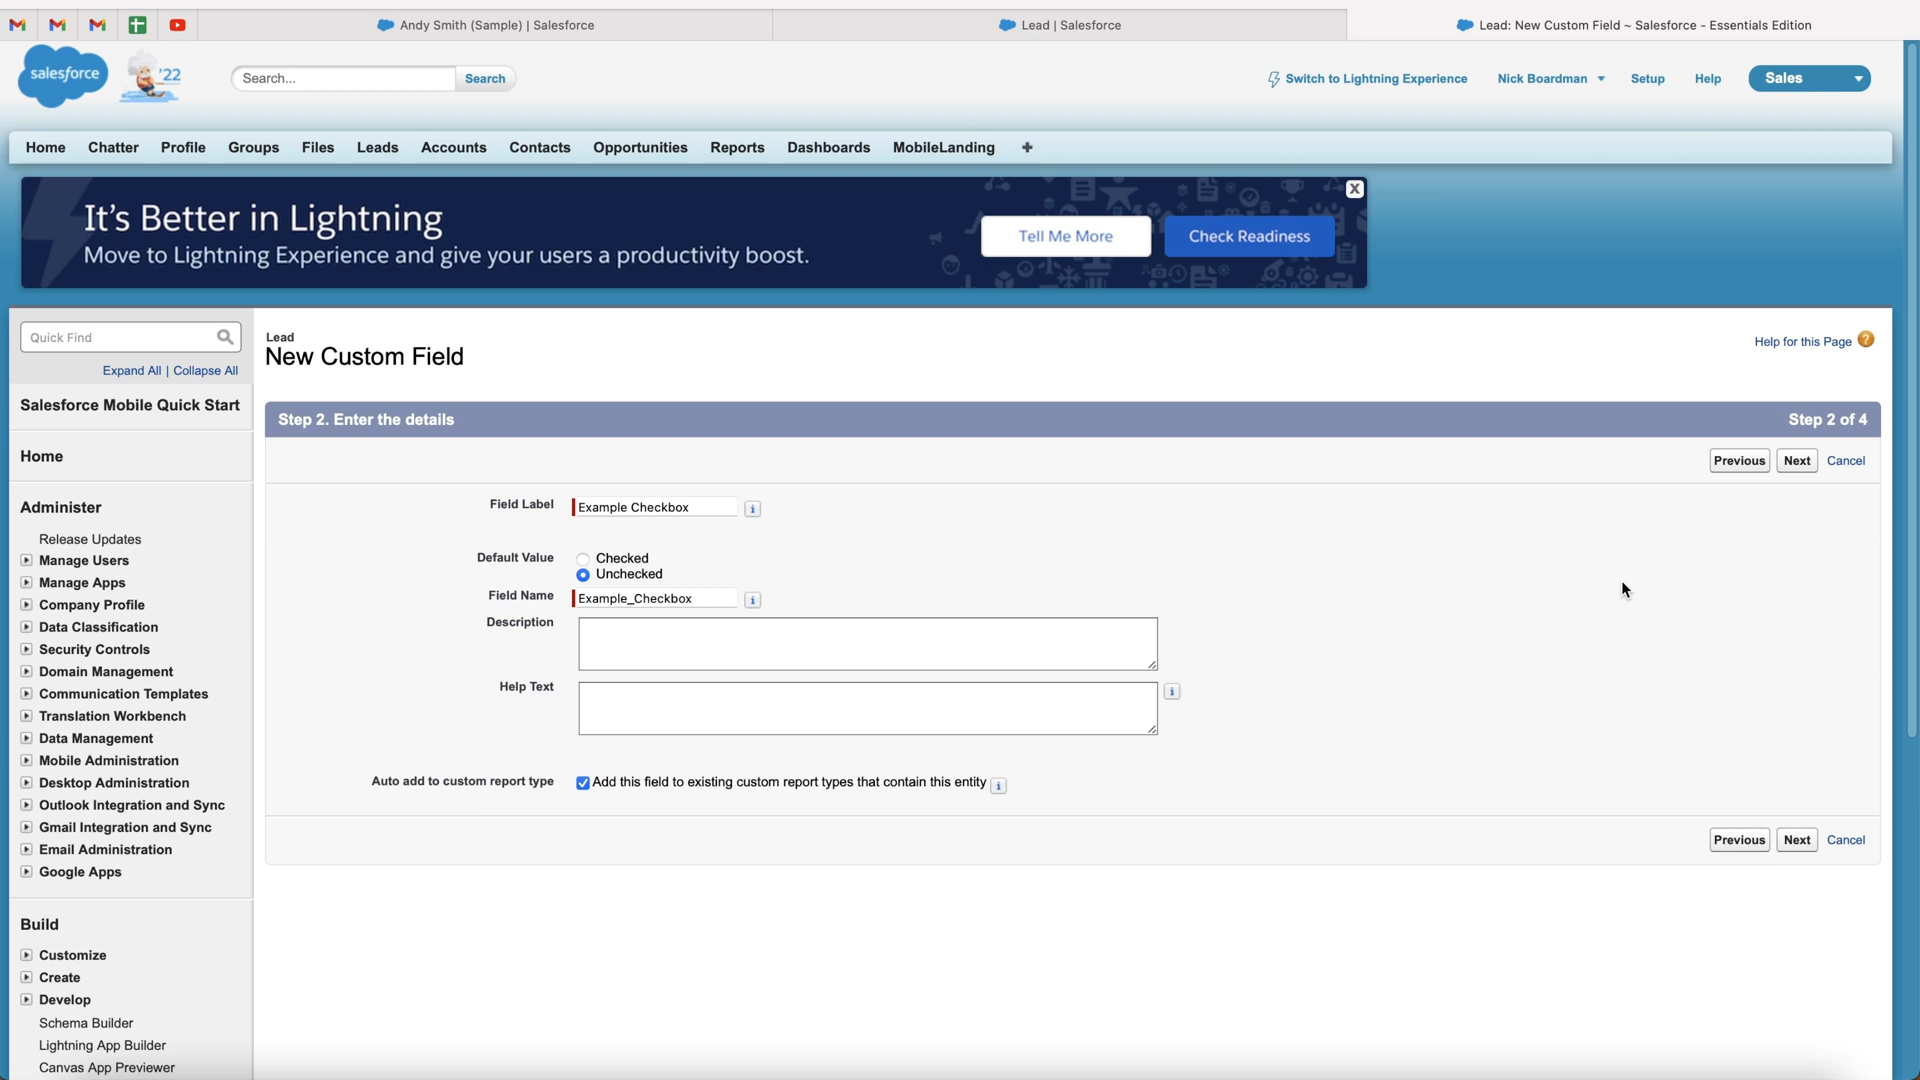 Andy Smith (Sample) | Salesforce
Lead | Salesforce
Lead: New Custom Field ~ Salesforce - Essentials Edition
salesforce
'22
Search...
Search
Switch to Lightning Experience
Nick Boardman
Setup
Help
Sales
Home
Chatter
Profile
Groups
Files
Leads
Accounts
Contacts
Opportunities
Reports
Dashboards
MobileLanding
It's Better in Lightning
Move to Lightning Experience and give your users a productivity boost.
Tell Me More
Check Readiness
X
Quick Find
Expand All | Collapse All
Salesforce Mobile Quick Start
Home
Administer
Release Updates
Manage Users
Manage Apps
Company Profile
Data Classification
Security Controls
Domain Management
Communication Templates
Translation Workbench
Data Management
Mobile Administration
Desktop Administration
Outlook Integration and Sync
Gmail Integration and Sync
Email Administration
Google Apps
Build
Customize
Create
Develop
Schema Builder
Lightning App Builder
Canvas App Previewer
Lead
New Custom Field
Help for this Page ?
Step 2. Enter the details
Step 2 of 4
Previous
Next
Cancel
Field Label
Example Checkbox
i
Default Value
Checked
Unchecked
Field Name
Example_Checkbox
i
Description
Help Text
i
Auto add to custom report type
Add this field to existing custom report types that contain this entity
i
Previous
Next
Cancel